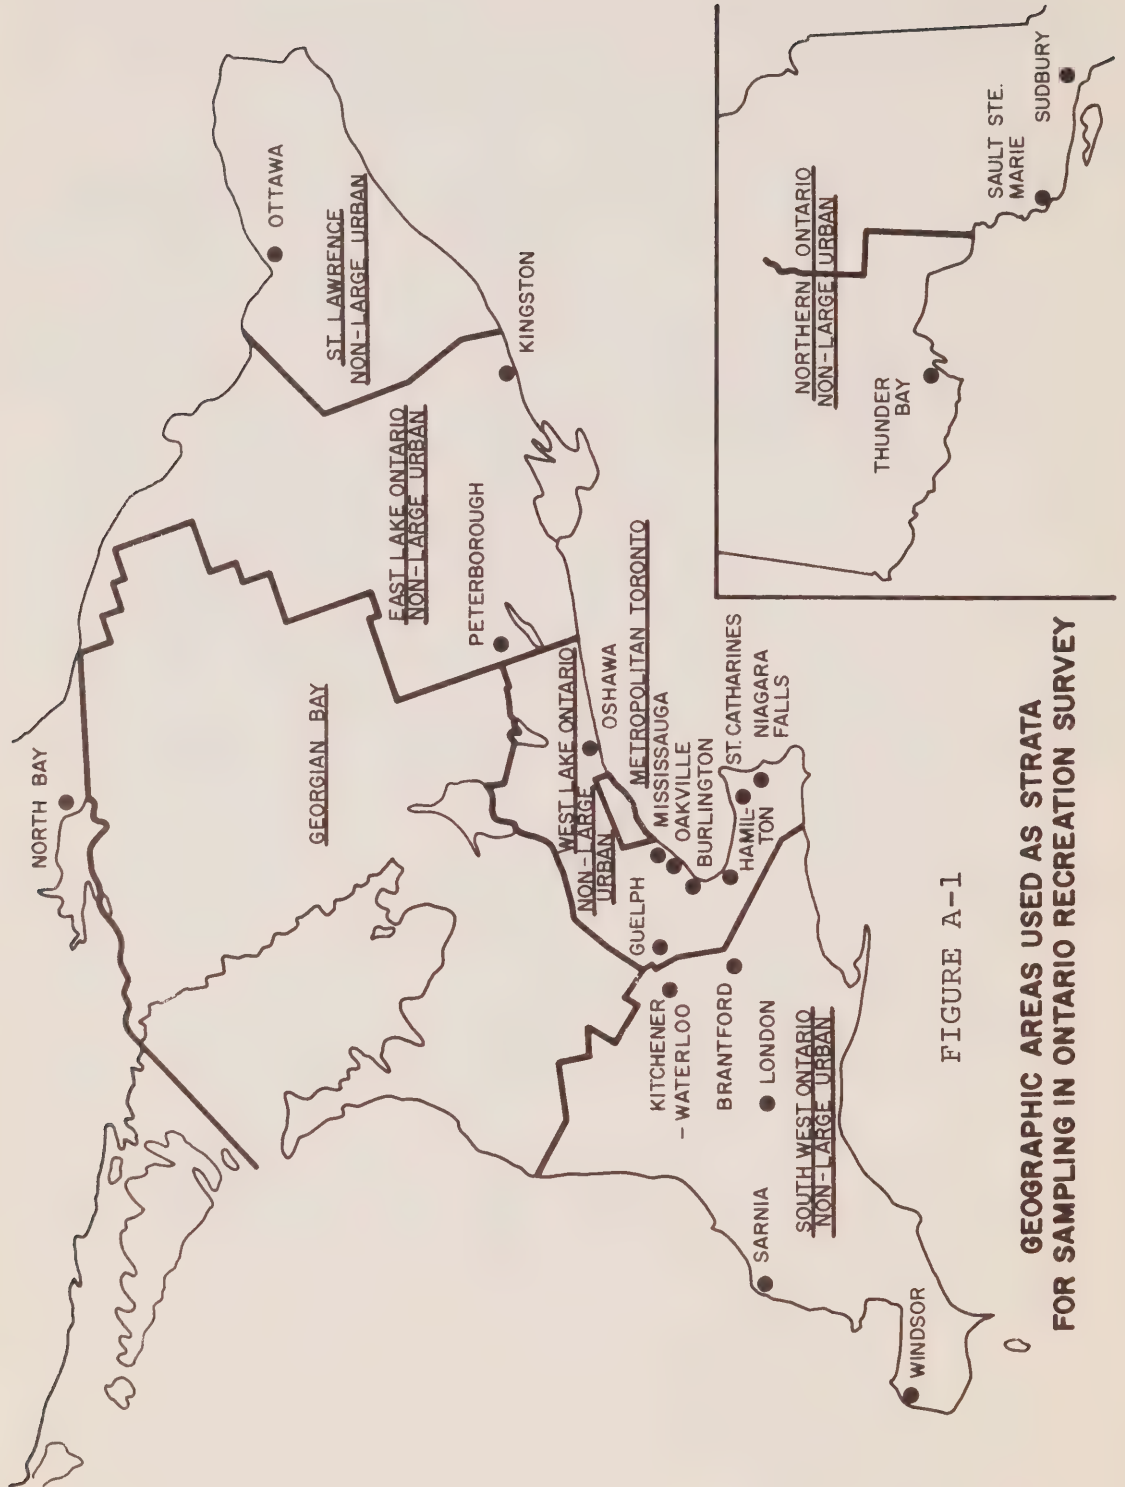 NORTH BAY
GEORGIAN BAY
OTTAWA
ST. LAWRENCE
NON-LARGE URBAN
EAST LAKE ONTARIO
NON-LARGE URBAN
KINGSTON
PETERBOROUGH
WEST LAKE ONTARIO
NON-LARGE
URBAN
OSHAWA
METROPOLITAN TORONTO
MISSISSAUGA
OAKVILLE
BURLINGTON
HAMIL-
TON
ST. CATHARINES
NIAGARA
FALLS
GUELPH
KITCHENER
-WATERLOO
BRANTFORD
LONDON
SOUTH WEST ONTARIO
NON-LARGE URBAN
SARNIA
WINDSOR
NORTHERN ONTARIO
NON-LARGE URBAN
THUNDER
BAY
SAULT STE.
MARIE
SUDBURY
FIGURE A-1
GEOGRAPHIC AREAS USED AS STRATA
FOR SAMPLING IN ONTARIO RECREATION SURVEY